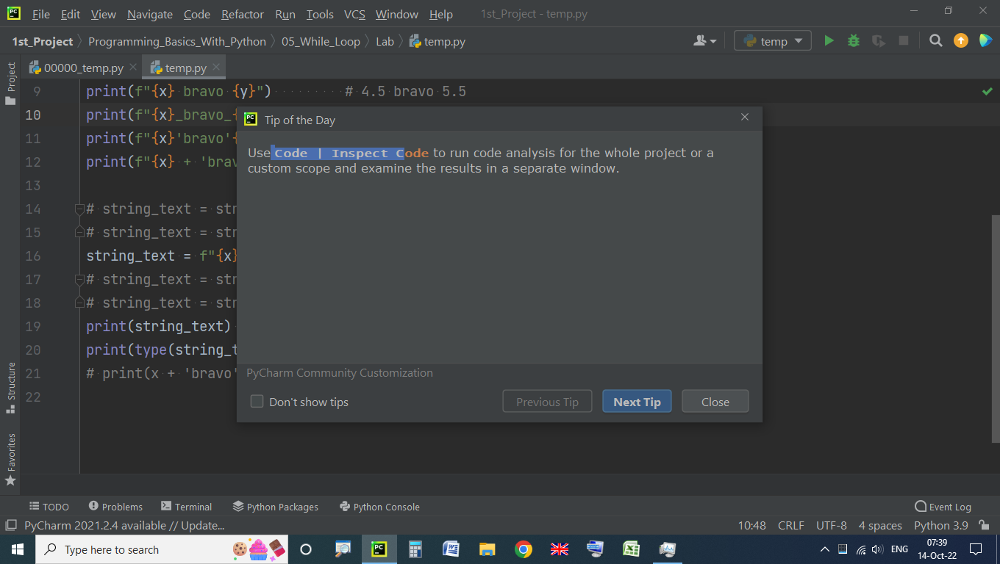 File Edit View Navigate Code Refactor Run Tools VCS Window Help 1st_Project - temp.py
1st_Project Programming_Basics_With_Python 05_While_Loop Lab temp.py temp
Project
00000_temp.py temp.py
9 print(f"{x} bravo {y}") # 4.5 bravo 5.5
10 print(f"{x}_bravo_{
11 print(f"{x}'bravo'{
12 print(f"{x} + 'brav
13
14 # string_text = str
15 # string_text = str
16 string_text = f"{x}
17 # string_text = str
18 # string_text = str
19 print(string_text)
20 print(type(string_t
21 # print(x + 'bravo'
22
Tip of the Day
Use Code | Inspect Code to run code analysis for the whole project or a
custom scope and examine the results in a separate window.
PyCharm Community Customization
Don't show tips Previous Tip Next Tip Close
Structure
Favorites
TODO Problems Terminal Python Packages Python Console Event Log
PyCharm 2021.2.4 available // Update... 10:48 CRLF UTF-8 4 spaces Python 3.9
Type here to search ENG 07:39
14-Oct-22